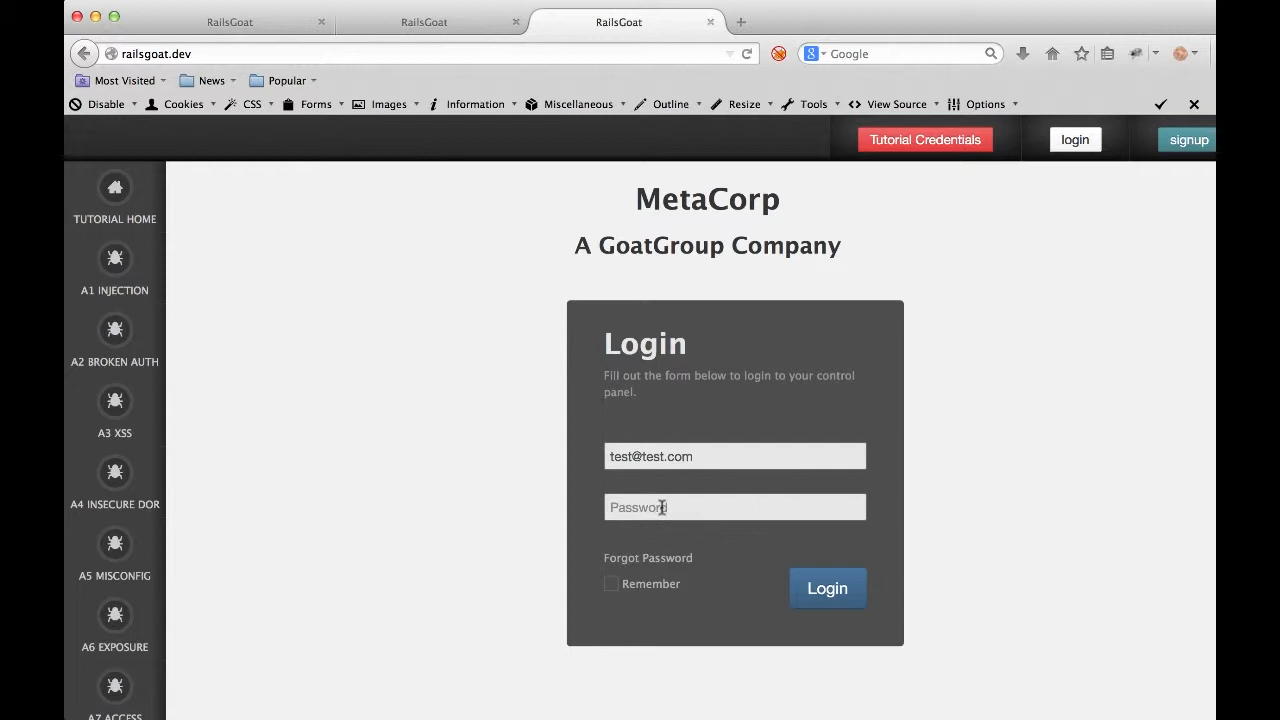 RailsGoat RailsGoat RailsGoat
railsgoat.dev Google
Most Visited News Popular
Disable Cookies CSS Forms Images Information Miscellaneous Outline Resize Tools View Source Options
Tutorial Credentials login signup
MetaCorp
A GoatGroup Company
TUTORIAL HOME
A1 INJECTION
A2 BROKEN AUTH
A3 XSS
A4 INSECURE DOR
A5 MISCONFIG
A6 EXPOSURE
A7 ACCESS
Login
Fill out the form below to login to your control
panel.
test@test.com
Password
Forgot Password
Remember
Login